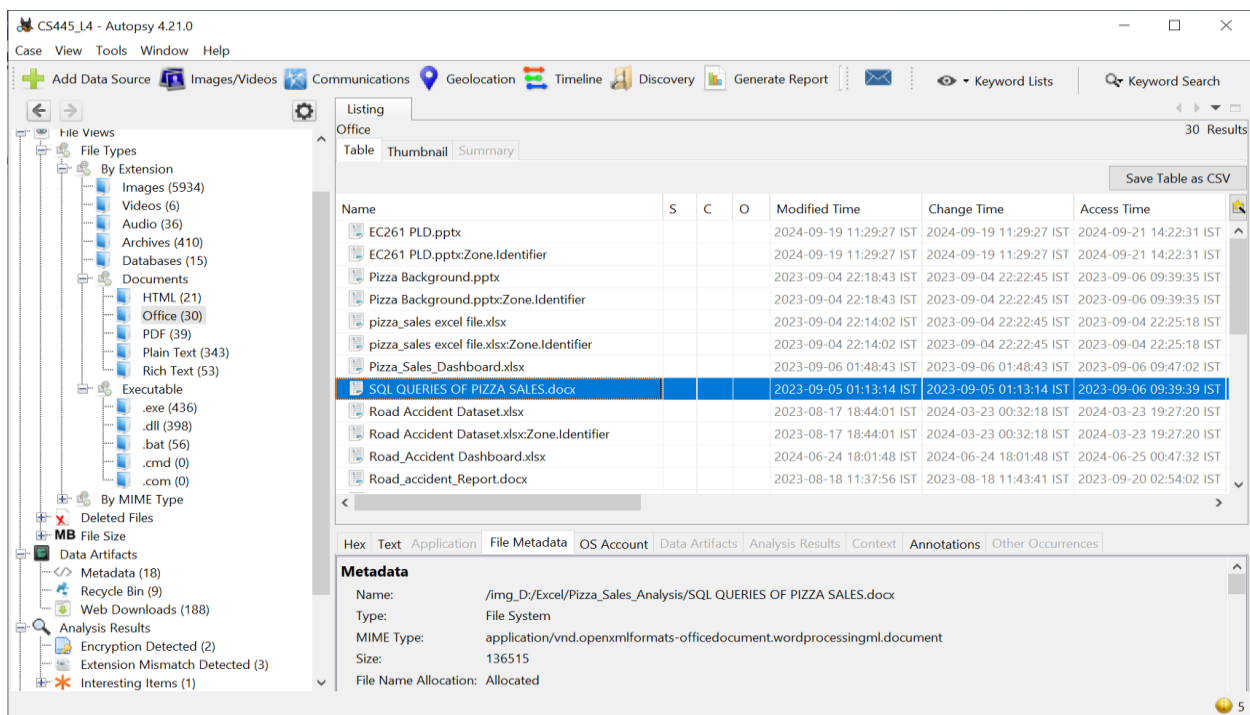 CS445_L4 - Autopsy 4.21.0
Case View Tools Window Help
Add Data Source Images/Videos Communications Geolocation Timeline Discovery Generate Report Keyword Lists Keyword Search
File Views
File Types
By Extension
Images (5934)
Videos (6)
Audio (36)
Archives (410)
Databases (15)
Documents
HTML (21)
Office (30)
PDF (39)
Plain Text (343)
Rich Text (53)
Executable
.exe (436)
.dll (398)
.bat (56)
.cmd (0)
.com (0)
By MIME Type
Deleted Files
MB File Size
Data Artifacts
Metadata (18)
Recycle Bin (9)
Web Downloads (188)
Analysis Results
Encryption Detected (2)
Extension Mismatch Detected (3)
Interesting Items (1)
Listing
Office 30 Results
Table Thumbnail Summary
Save Table as CSV
Name S C O Modified Time Change Time Access Time
EC261 PLD.pptx 2024-09-19 11:29:27 IST 2024-09-19 11:29:27 IST 2024-09-21 14:22:31 IST
EC261 PLD.pptx:Zone.Identifier 2024-09-19 11:29:27 IST 2024-09-19 11:29:27 IST 2024-09-21 14:22:31 IST
Pizza Background.pptx 2023-09-04 22:18:43 IST 2023-09-04 22:22:45 IST 2023-09-06 09:39:35 IST
Pizza Background.pptx:Zone.Identifier 2023-09-04 22:18:43 IST 2023-09-04 22:22:45 IST 2023-09-06 09:39:35 IST
pizza_sales excel file.xlsx 2023-09-04 22:14:02 IST 2023-09-04 22:22:45 IST 2023-09-04 22:25:18 IST
pizza_sales excel file.xlsx:Zone.Identifier 2023-09-04 22:14:02 IST 2023-09-04 22:22:45 IST 2023-09-04 22:25:18 IST
Pizza_Sales_Dashboard.xlsx 2023-09-06 01:48:43 IST 2023-09-06 01:48:43 IST 2023-09-06 09:47:02 IST
SQL QUERIES OF PIZZA SALES.docx 2023-09-05 01:13:14 IST 2023-09-05 01:13:14 IST 2023-09-06 09:39:39 IST
Road Accident Dataset.xlsx 2023-08-17 18:44:01 IST 2024-03-23 00:32:18 IST 2024-03-23 19:27:20 IST
Road Accident Dataset.xlsx:Zone.Identifier 2023-08-17 18:44:01 IST 2024-03-23 00:32:18 IST 2024-03-23 19:27:20 IST
Road_Accident Dashboard.xlsx 2024-06-24 18:01:48 IST 2024-06-24 18:01:48 IST 2024-06-25 00:47:32 IST
Road_accident_Report.docx 2023-08-18 11:37:56 IST 2023-08-18 11:43:41 IST 2023-09-20 02:54:02 IST
Hex Text Application File Metadata OS Account Data Artifacts Analysis Results Context Annotations Other Occurrences
Metadata
Name: /img_D:/Excel/Pizza_Sales_Analysis/SQL QUERIES OF PIZZA SALES.docx
Type: File System
MIME Type: application/vnd.openxmlformats-officedocument.wordprocessingml.document
Size: 136515
File Name Allocation: Allocated
5